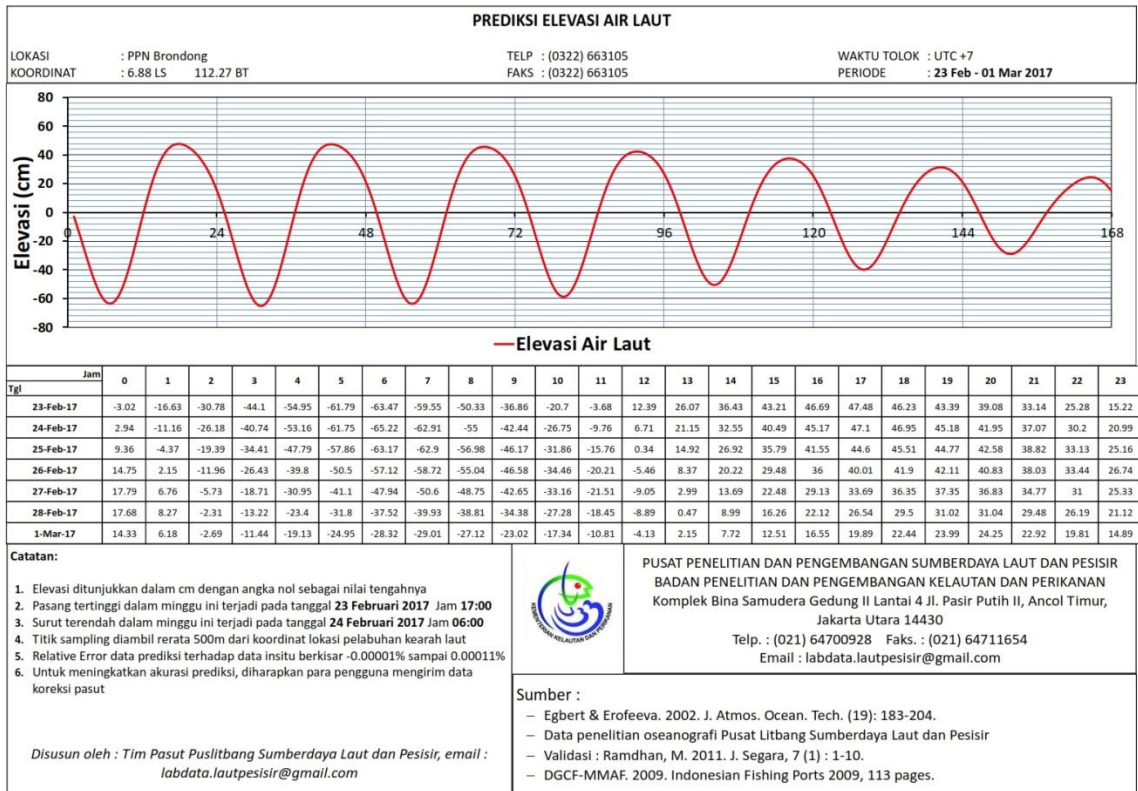 PREDIKSI ELEVASI AIR LAUT
LOKASI : PPN Brondong TELP : (0322) 663105 WAKTU TOLOK : UTC +7
KOORDINAT : 6.88 LS 112.27 BT FAKS : (0322) 663105 PERIODE : 23 Feb - 01 Mar 2017
Elevasi (cm)
80
60
40
20
0
-20
-40
-60
-80
0 24 48 72 96 120 144 168
Elevasi Air Laut
Jam 0 1 2 3 4 5 6 7 8 9 10 11 12 13 14 15 16 17 18 19 20 21 22 23
Tgl
23-Feb-17 -3.02 -16.63 -30.78 -44.1 -54.95 -61.79 -63.47 -59.55 -50.33 -36.86 -20.7 -3.68 12.39 26.07 36.43 43.21 46.69 47.48 46.23 43.39 39.08 33.14 25.28 15.22
24-Feb-17 2.94 -11.16 -26.18 -40.74 -53.16 -61.75 -65.22 -62.91 -55 -42.44 -26.75 -9.76 6.71 21.15 32.55 40.49 45.17 47.1 46.95 45.18 41.95 37.07 30.2 20.99
25-Feb-17 9.36 -4.37 -19.39 -34.41 -47.79 -57.86 -63.17 -62.9 -56.98 -46.17 -31.86 -15.76 0.34 14.92 26.92 35.79 41.55 44.6 45.51 44.77 42.58 38.82 33.13 25.16
26-Feb-17 14.75 2.15 -11.96 -26.43 -39.8 -50.5 -57.12 -58.72 -55.04 -46.58 -34.46 -20.21 -5.46 8.37 20.22 29.48 36 40.01 41.9 42.11 40.83 38.03 33.44 26.74
27-Feb-17 17.79 6.76 -5.73 -18.71 -30.95 -41.1 -47.94 -50.6 -48.75 -42.65 -33.16 -21.51 -9.05 2.99 13.69 22.48 29.13 33.69 36.35 37.35 36.83 34.77 31 25.33
28-Feb-17 17.68 8.27 -2.31 -13.22 -23.4 -31.8 -37.52 -39.93 -38.81 -34.38 -27.28 -18.45 -8.89 0.47 8.99 16.26 22.12 26.54 29.5 31.02 31.04 29.48 26.19 21.12
1-Mar-17 14.33 6.18 -2.69 -11.44 -19.13 -24.95 -28.32 -29.01 -27.12 -23.02 -17.34 -10.81 -4.13 2.15 7.72 12.51 16.55 19.89 22.44 23.99 24.25 22.92 19.81 14.89
Catatan:
1. Elevasi ditunjukkan dalam cm dengan angka nol sebagai nilai tengahnya
2. Pasang tertinggi dalam minggu ini terjadi pada tanggal 23 Februari 2017 Jam 17:00
3. Surut terendah dalam minggu ini terjadi pada tanggal 24 Februari 2017 Jam 06:00
4. Titik sampling diambil rerata 500m dari koordinat lokasi pelabuhan kearah laut
5. Relative Error data prediksi terhadap data insitu berkisar -0.00001% sampai 0.00011%
6. Untuk meningkatkan akurasi prediksi, diharapkan para pengguna mengirim data
koreksi pasut
Disusun oleh : Tim Pasut Puslitbang Sumberdaya Laut dan Pesisir, email :
labdata.lautpesisir@gmail.com
KEMENTERIAN KELAUTAN DAN PERIKANAN
PUSAT PENELITIAN DAN PENGEMBANGAN SUMBERDAYA LAUT DAN PESISIR
BADAN PENELITIAN DAN PENGEMBANGAN KELAUTAN DAN PERIKANAN
Komplek Bina Samudera Gedung II Lantai 4 Jl. Pasir Putih II, Ancol Timur,
Jakarta Utara 14430
Telp. : (021) 64700928 Faks. : (021) 64711654
Email : labdata.lautpesisir@gmail.com
Sumber :
– Egbert & Erofeeva. 2002. J. Atmos. Ocean. Tech. (19): 183-204.
– Data penelitian oseanografi Pusat Litbang Sumberdaya Laut dan Pesisir
– Validasi : Ramdhan, M. 2011. J. Segara, 7 (1) : 1-10.
– DGCF-MMAF. 2009. Indonesian Fishing Ports 2009, 113 pages.